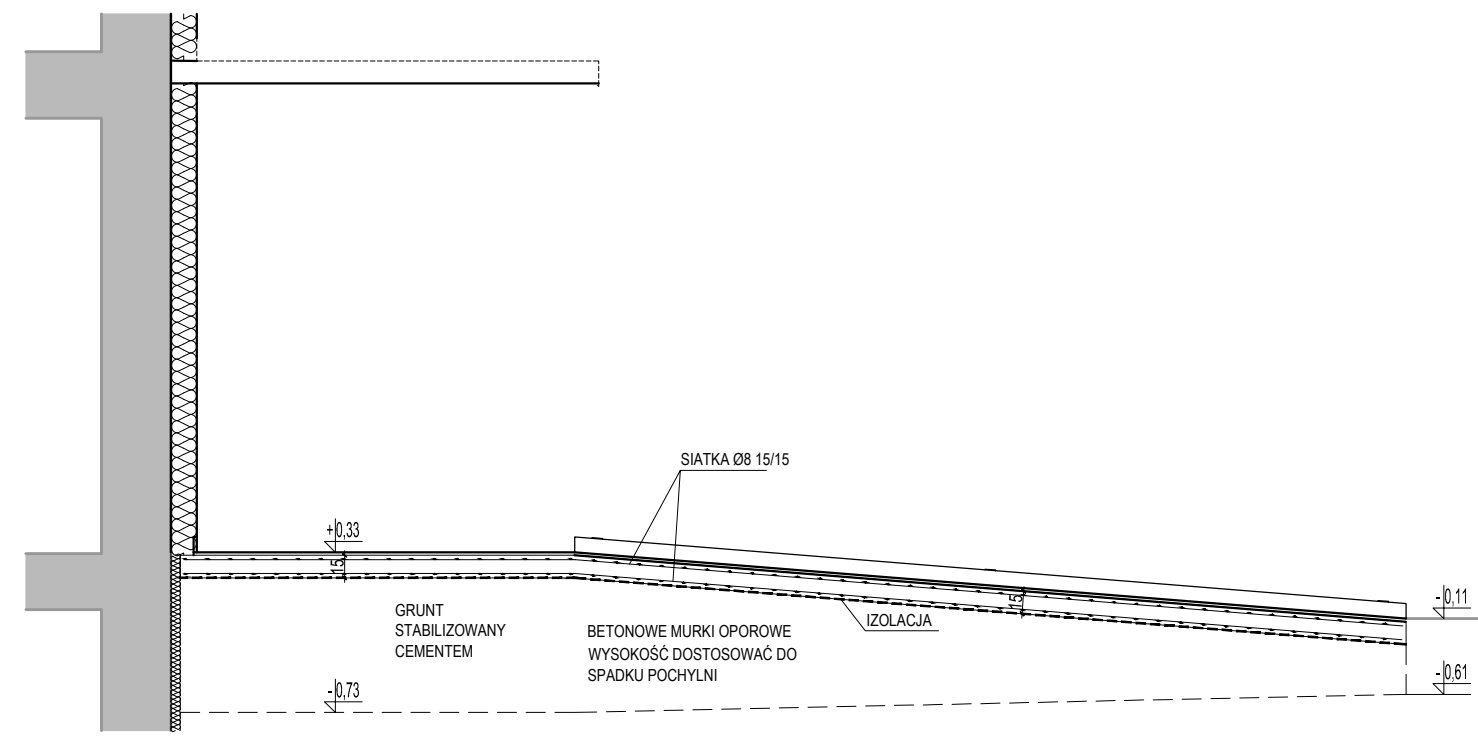 SIATKA Ø8 15/15
+0,33
15
15
-0,11
GRUNT
STABILIZOWANY
CEMENTEM
BETONOWE MURKI OPOROWE
WYSOKOŚĆ DOSTOSOWAĆ DO
SPADKU POCHYLNI
IZOLACJA
-0,73
-0,61